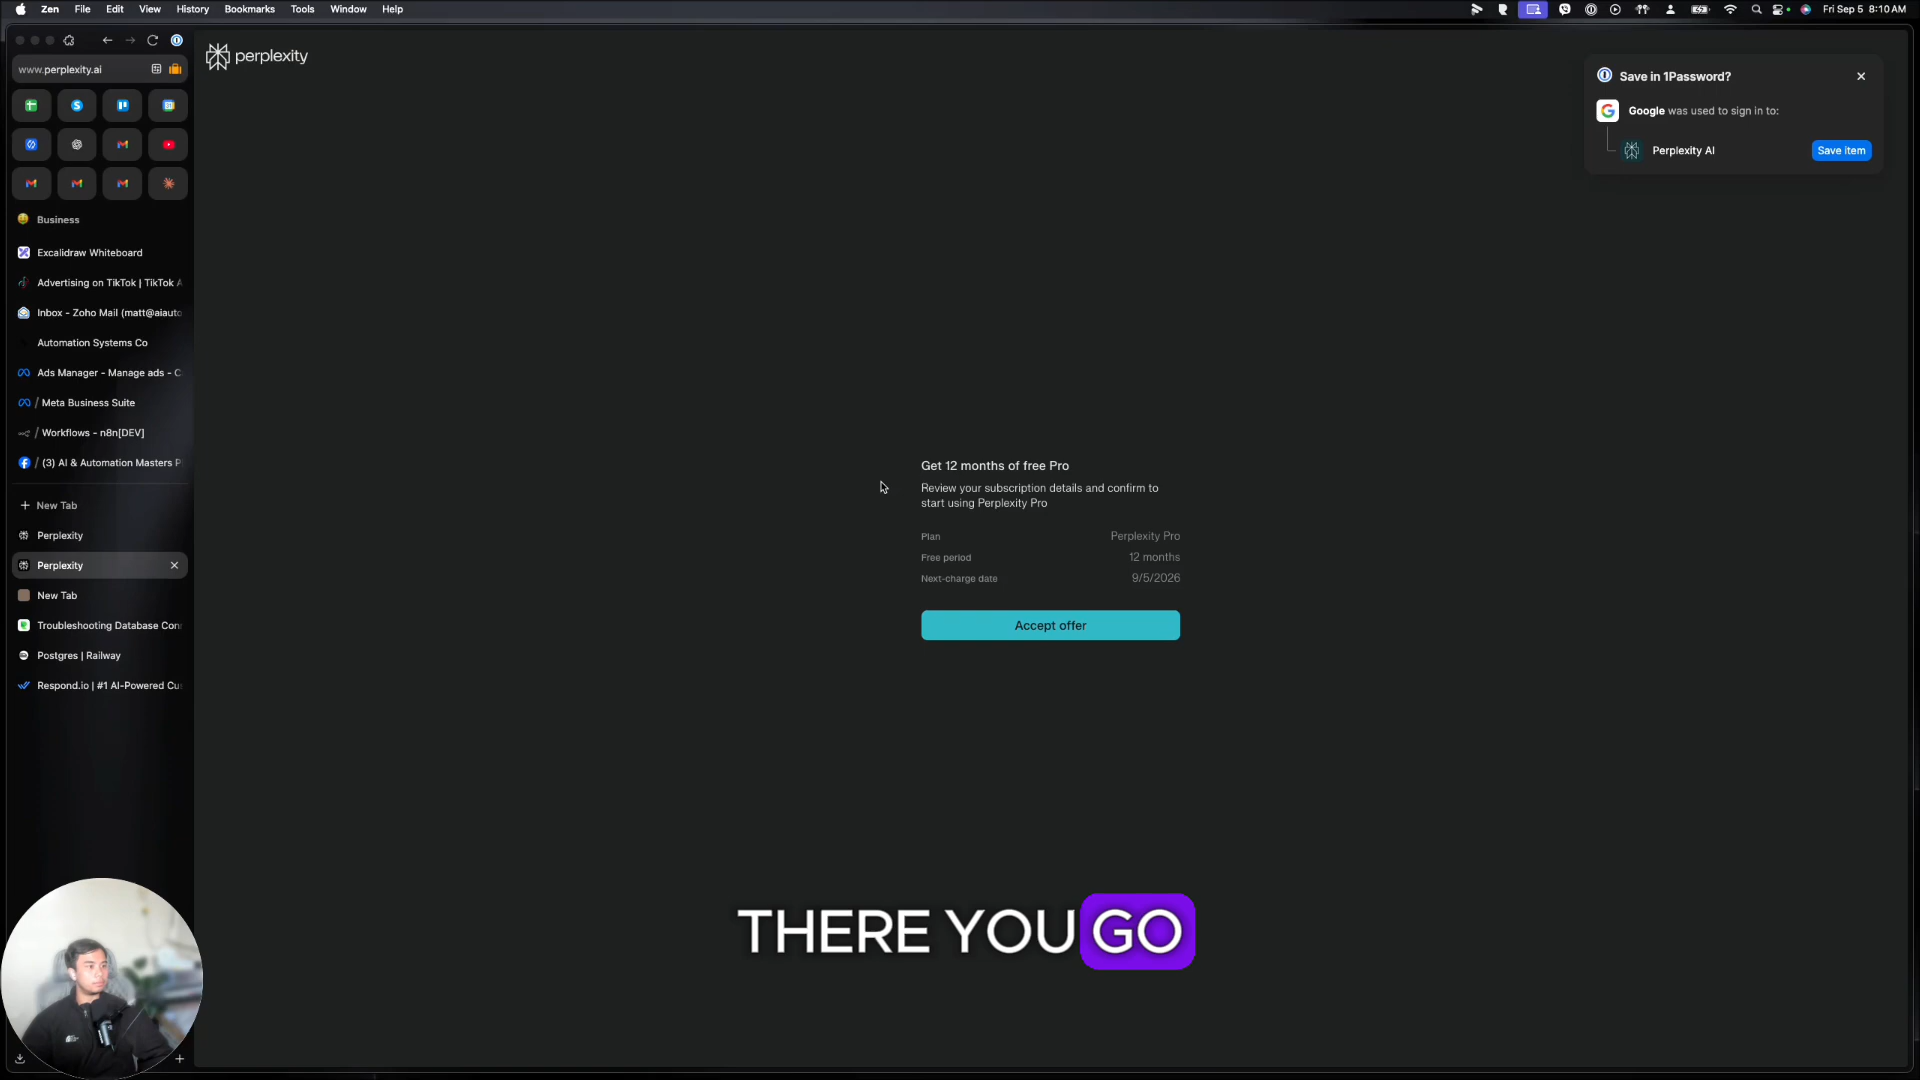 Zen File Edit View History Bookmarks Tools Window Help
Fri Sep 5 8:10 AM
www.perplexity.ai
Business
Excalidraw Whiteboard
Advertising on TikTok | TikTok A
Inbox - Zoho Mail (matt@aiauto
Automation Systems Co
Ads Manager - Manage ads - C
/ Meta Business Suite
/ Workflows - n8n[DEV]
/ (3) AI & Automation Masters P
New Tab
Perplexity
Perplexity
New Tab
Troubleshooting Database Con
Postgres | Railway
Respond.io | #1 AI-Powered Cu
perplexity
Save in 1Password?
Google was used to sign in to:
Perplexity AI
Save item
Get 12 months of free Pro
Review your subscription details and confirm to
start using Perplexity Pro
Plan Perplexity Pro
Free period 12 months
Next-charge date 9/5/2026
Accept offer
THERE YOU GO